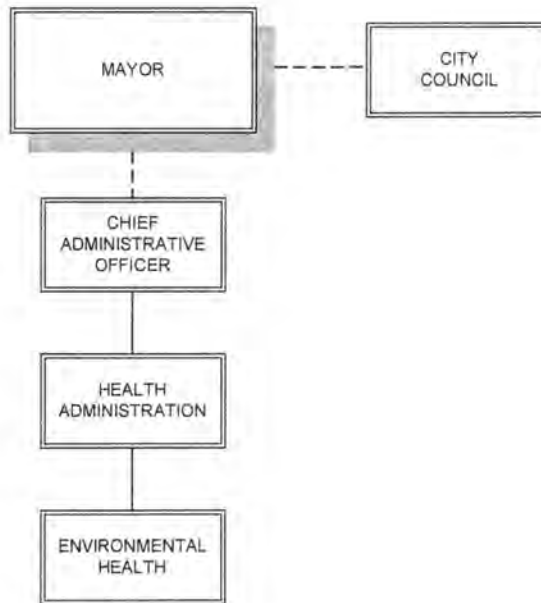 MAYOR
CITY
COUNCIL
CHIEF
ADMINISTRATIVE
OFFICER
HEALTH
ADMINISTRATION
ENVIRONMENTAL
HEALTH